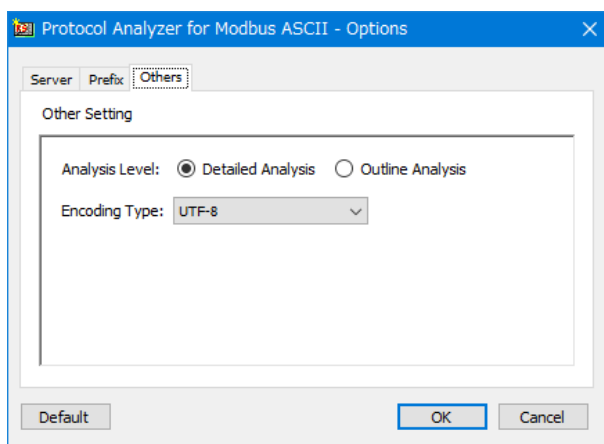 Protocol Analyzer for Modbus ASCII - Options
Server Prefix Others
Other Setting
Analysis Level: Detailed Analysis Outline Analysis
Encoding Type: UTF-8
Default OK Cancel